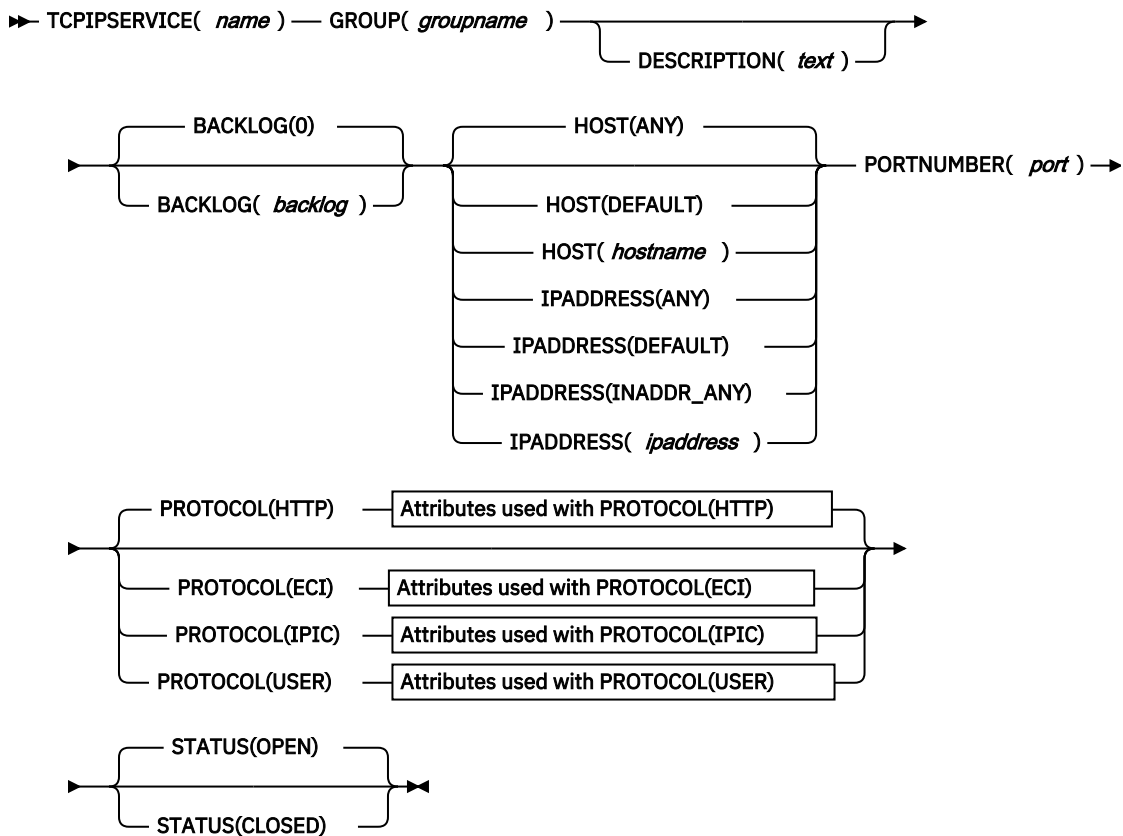 TCPIPSERVICE( name ) GROUP( groupname )
DESCRIPTION( text )
BACKLOG(0)
BACKLOG( backlog )
HOST(ANY)
HOST(DEFAULT)
HOST( hostname )
IPADDRESS(ANY)
IPADDRESS(DEFAULT)
IPADDRESS(INADDR_ANY)
IPADDRESS( ipaddress )
PORTNUMBER( port )
PROTOCOL(HTTP) Attributes used with PROTOCOL(HTTP)
PROTOCOL(ECI) Attributes used with PROTOCOL(ECI)
PROTOCOL(IPIC) Attributes used with PROTOCOL(IPIC)
PROTOCOL(USER) Attributes used with PROTOCOL(USER)
STATUS(OPEN)
STATUS(CLOSED)